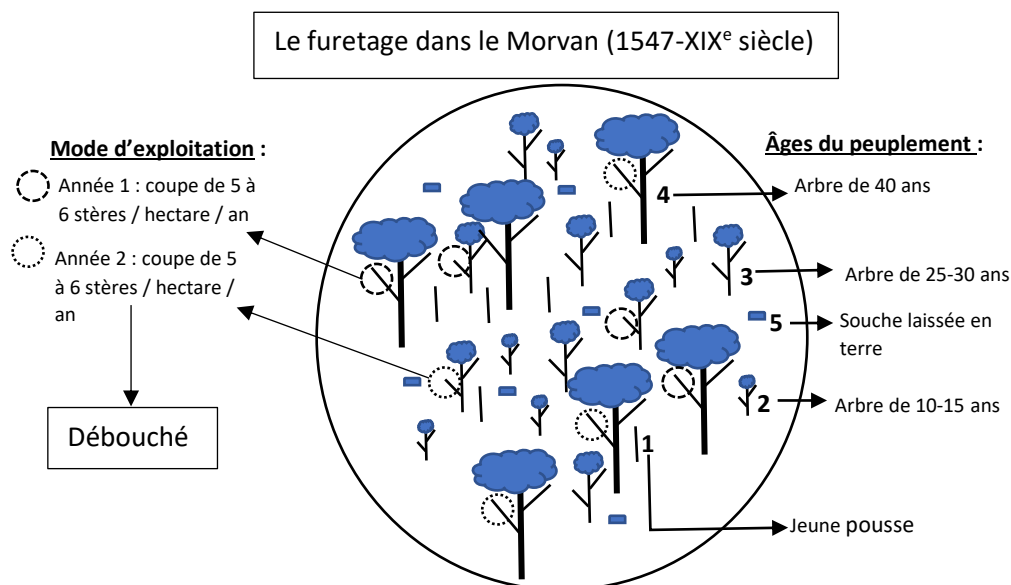 Le furetage dans le Morvan (1547-XIXe siècle)
Mode d'exploitation :
Année 1 : coupe de 5 à
6 stères / hectare / an
Année 2 : coupe de 5
à 6 stères / hectare /
an
Débouché
Âges du peuplement :
4
Arbre de 40 ans
3
Arbre de 25-30 ans
5
Souche laissée en
terre
2
Arbre de 10-15 ans
1
Jeune pousse